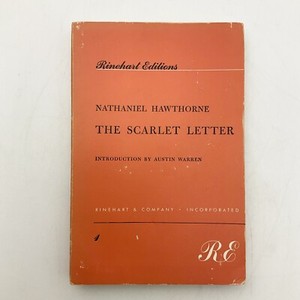 Rinehart Editions
NATHANIEL HAWTHORNE
THE SCARLET LETTER
INTRODUCTION BY AUSTIN WARREN
RINEHART & COMPANY • INCORPORATED
RE